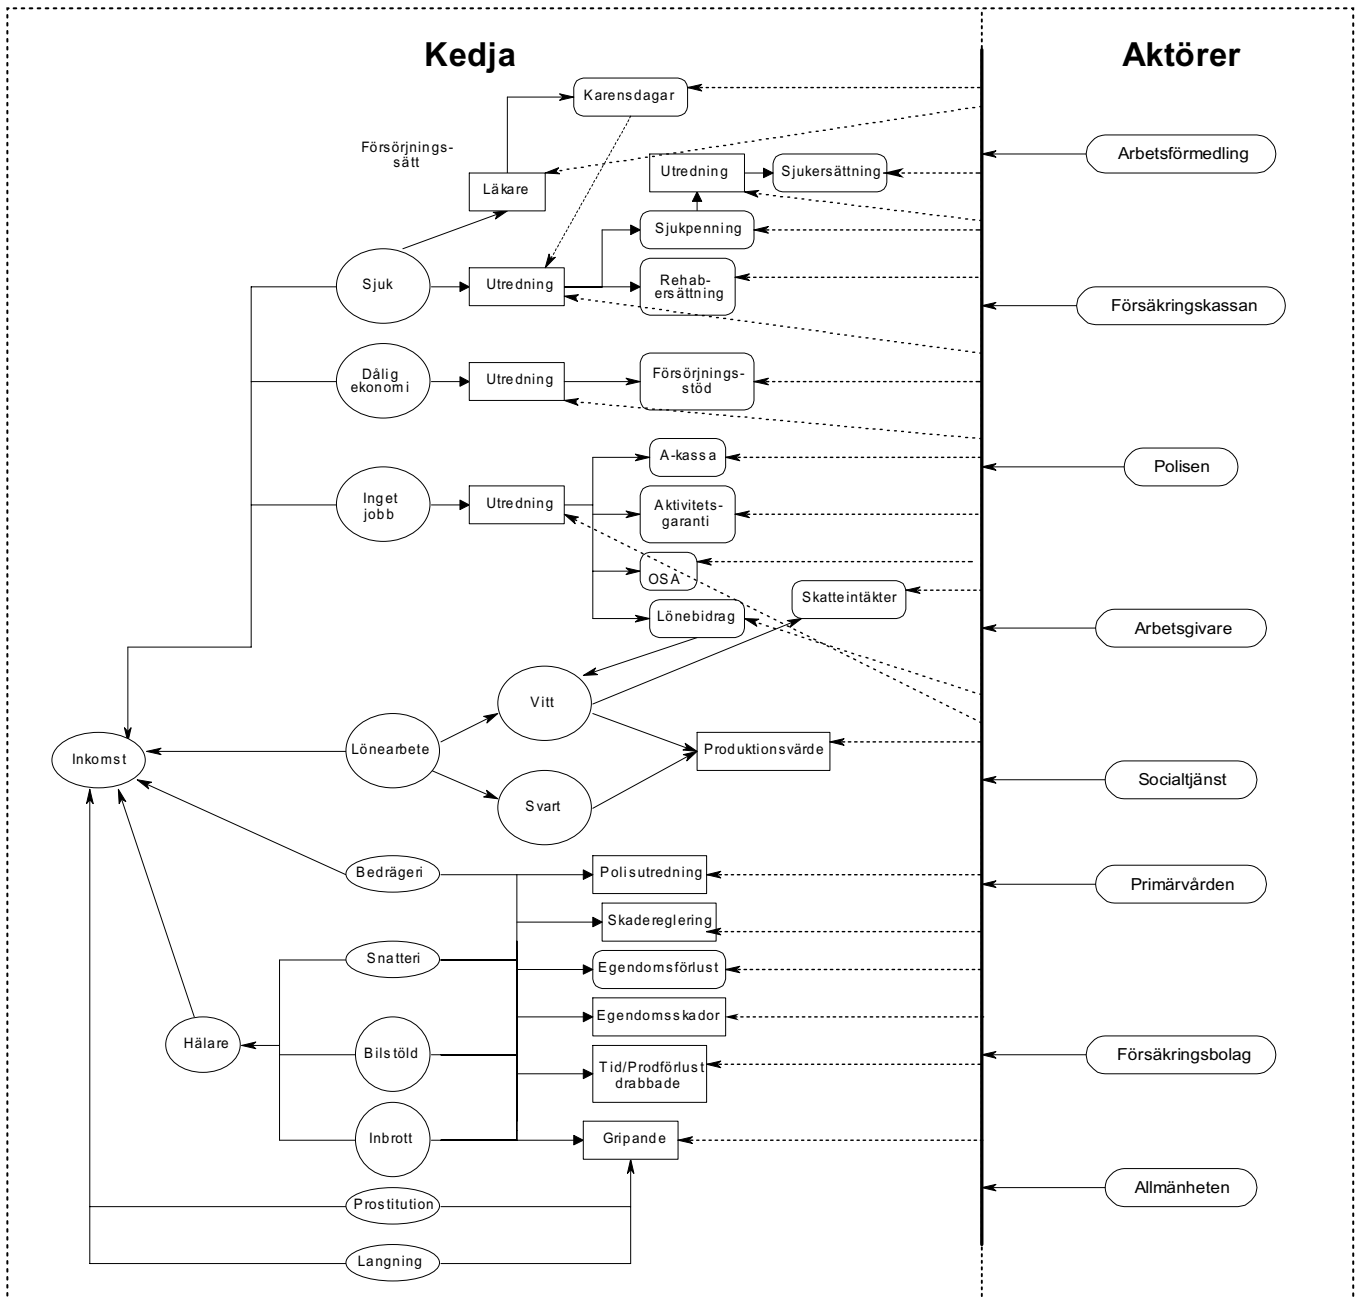 Kedja
Aktörer
Karensdagar
Försörjnings-
sätt
Läkare
Utredning
Sjukersättning
Sjukpenning
Sjuk
Utredning
Rehab-
ersättning
Dålig
ekonomi
Utredning
Försörjnings-
stöd
A-kassa
Inget
jobb
Utredning
Aktivitets-
garanti
OSA
Skatteintäkter
Lönebidrag
Vitt
Lönearbete
Inkomst
Produktionsvärde
Svart
Bedrägeri
Polisutredning
Skadereglering
Snatteri
Egendomsförlust
Egendomsskador
Hälare
Bilstöld
Tid/Prodförlust
drabbade
Inbrott
Gripande
Prostitution
Langning
Arbetsförmedling
Försäkringskassan
Polisen
Arbetsgivare
Socialtjänst
Primärvården
Försäkringsbolag
Allmänheten